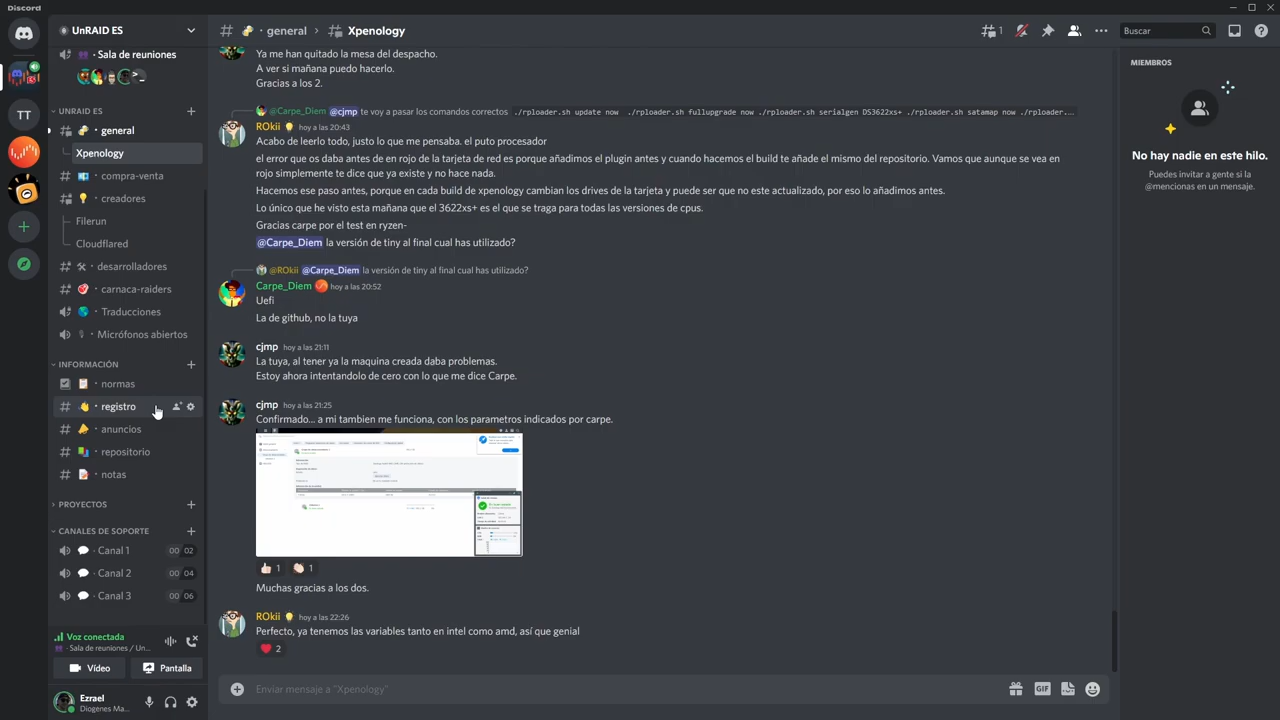 Discord
TT
UnRAID ES
Sala de reuniones
UNRAID ES
general
Xpenology
compra-venta
creadores
Filerun
Cloudflared
desarrolladores
carnaca-raiders
Traducciones
Micrófonos abiertos
INFORMACIÓN
normas
registro
anuncios
repositorio
notas
PROYECTOS
CANALES DE SOPORTE
Canal 1 00 02
Canal 2 00 04
Canal 3 00 06
Voz conectada
Sala de reuniones / Un...
Vídeo
Pantalla
Ezrael
Diogenes Ma...
general › Xpenology
1
Buscar
Ya me han quitado la mesa del despacho.
A ver si mañana puedo hacerlo.
Gracias a los 2.
@Carpe_Diem @cjmp te voy a pasar los comandos correctos ./rploader.sh update now ./rploader.sh fullupgrade now ./rploader.sh serialgen DS3622xs+ ./rploader.sh satamap now ./rploader....
ROkii hoy a las 20:43
Acabo de leerlo todo, justo lo que me pensaba. el puto procesador
el error que os daba antes de en rojo de la tarjeta de red es porque añadimos el plugin antes y cuando hacemos el build te añade el mismo del repositorio. Vamos que aunque se vea en
rojo simplemente te dice que ya existe y no hace nada.
Hacemos ese paso antes, porque en cada build de xpenology cambian los drives de la tarjeta y puede ser que no este actualizado, por eso lo añadimos antes.
Lo único que he visto esta mañana que el 3622xs+ es el que se traga para todas las versiones de cpus.
Gracias carpe por el test en ryzen-
@Carpe_Diem la versión de tiny al final cual has utilizado?
@ROkii @Carpe_Diem la versión de tiny al final cual has utilizado?
Carpe_Diem hoy a las 20:52
Uefi
La de github, no la tuya
cjmp hoy a las 21:11
La tuya, al tener ya la maquina creada daba problemas.
Estoy ahora intentandolo de cero con lo que me dice Carpe.
cjmp hoy a las 21:25
Confirmado... a mi tambien me funciona, con los parametros indicados por carpe.
1 1
Muchas gracias a los dos.
ROkii hoy a las 22:26
Perfecto, ya tenemos las variables tanto en intel como amd, así que genial
2
Enviar mensaje a "Xpenology"
GIF
MIEMBROS
No hay nadie en este hilo.
Puedes invitar a gente si la
@mencionas en un mensaje.